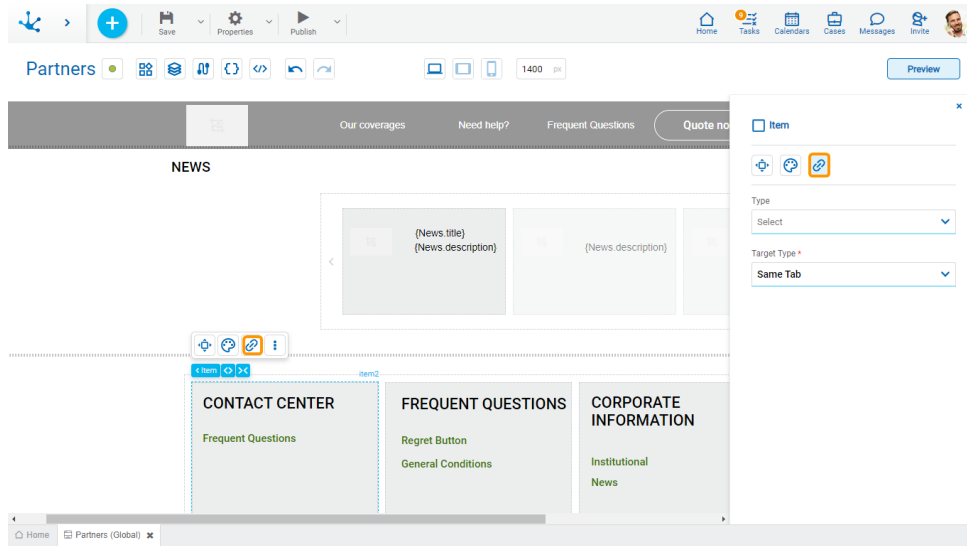 Save
Properties
Publish
Home
9
Tasks
Calendars
Cases
Messages
Invite
Partners
1400 px
Preview
Our coverages
Need help?
Frequent Questions
Quote no
Item
NEWS
{News.title}
{News.description}
{News.description}
Type
Select
Target Type *
Same Tab
Item
item2
CONTACT CENTER
Frequent Questions
FREQUENT QUESTIONS
Regret Button
General Conditions
CORPORATE
INFORMATION
Institutional
News
Home
Partners (Global)